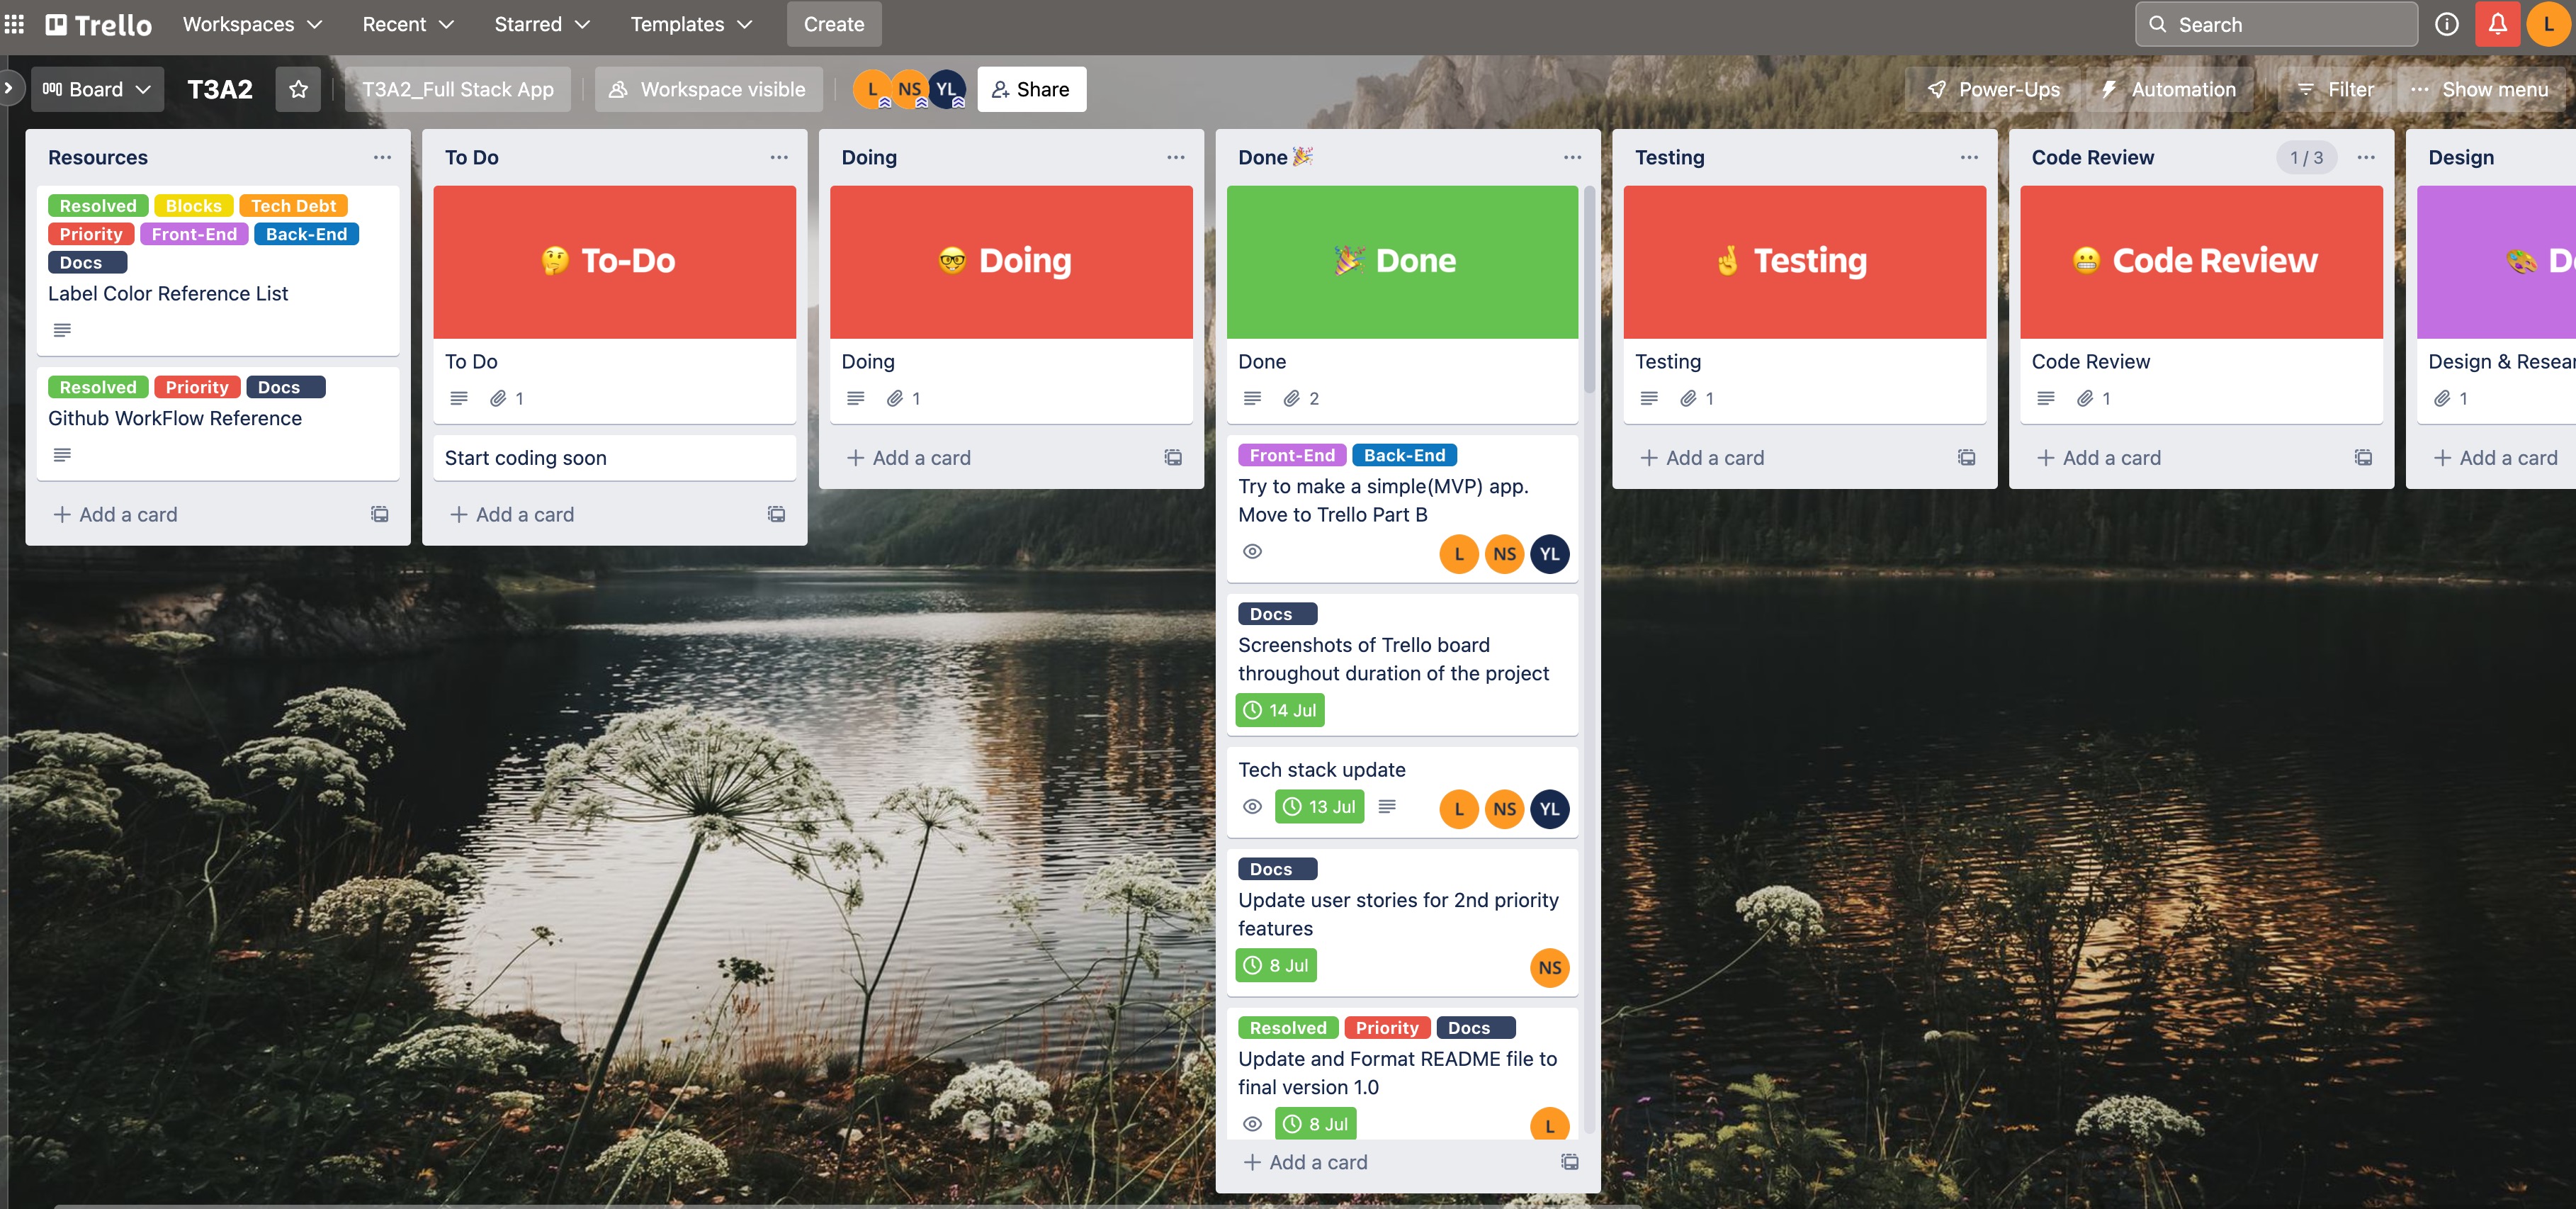 Trello Workspaces Recent Starred Templates Create Search L
Board T3A2 T3A2_Full Stack App Workspace visible L NS YL Share Power-Ups Automation Filter Show menu
Resources
Resolved Blocks Tech Debt
Priority Front-End Back-End
Docs
Label Color Reference List
Resolved Priority Docs
Github WorkFlow Reference
+ Add a card
To Do
🤔 To-Do
To Do
1
Start coding soon
+ Add a card
Doing
🤓 Doing
Doing
1
+ Add a card
Done 🎉
🎉 Done
Done
2
Front-End Back-End
Try to make a simple(MVP) app.
Move to Trello Part B
L NS YL
Docs
Screenshots of Trello board
throughout duration of the project
14 Jul
Tech stack update
13 Jul L NS YL
Docs
Update user stories for 2nd priority
features
8 Jul NS
Resolved Priority Docs
Update and Format README file to
final version 1.0
8 Jul L
+ Add a card
Testing
🤞 Testing
Testing
1
+ Add a card
Code Review 1 / 3
😬 Code Review
Code Review
1
+ Add a card
Design
🎨 D
Design & Resear
1
+ Add a card